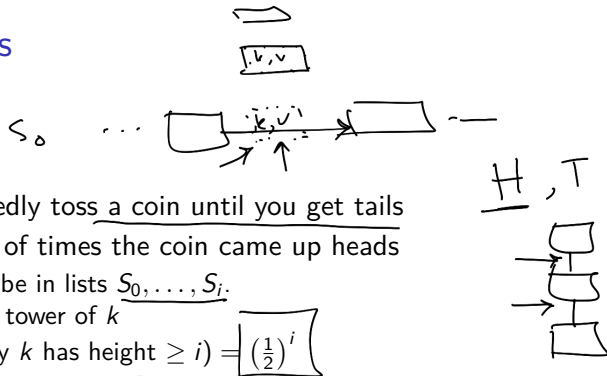 s
k, v
S₀ ... k, v
H, T
edly toss a coin until you get tails
of times the coin came up heads
be in lists S₀, . . . , Sᵢ.
tower of k
y k has height ≥ i) = (1/2)ⁱ